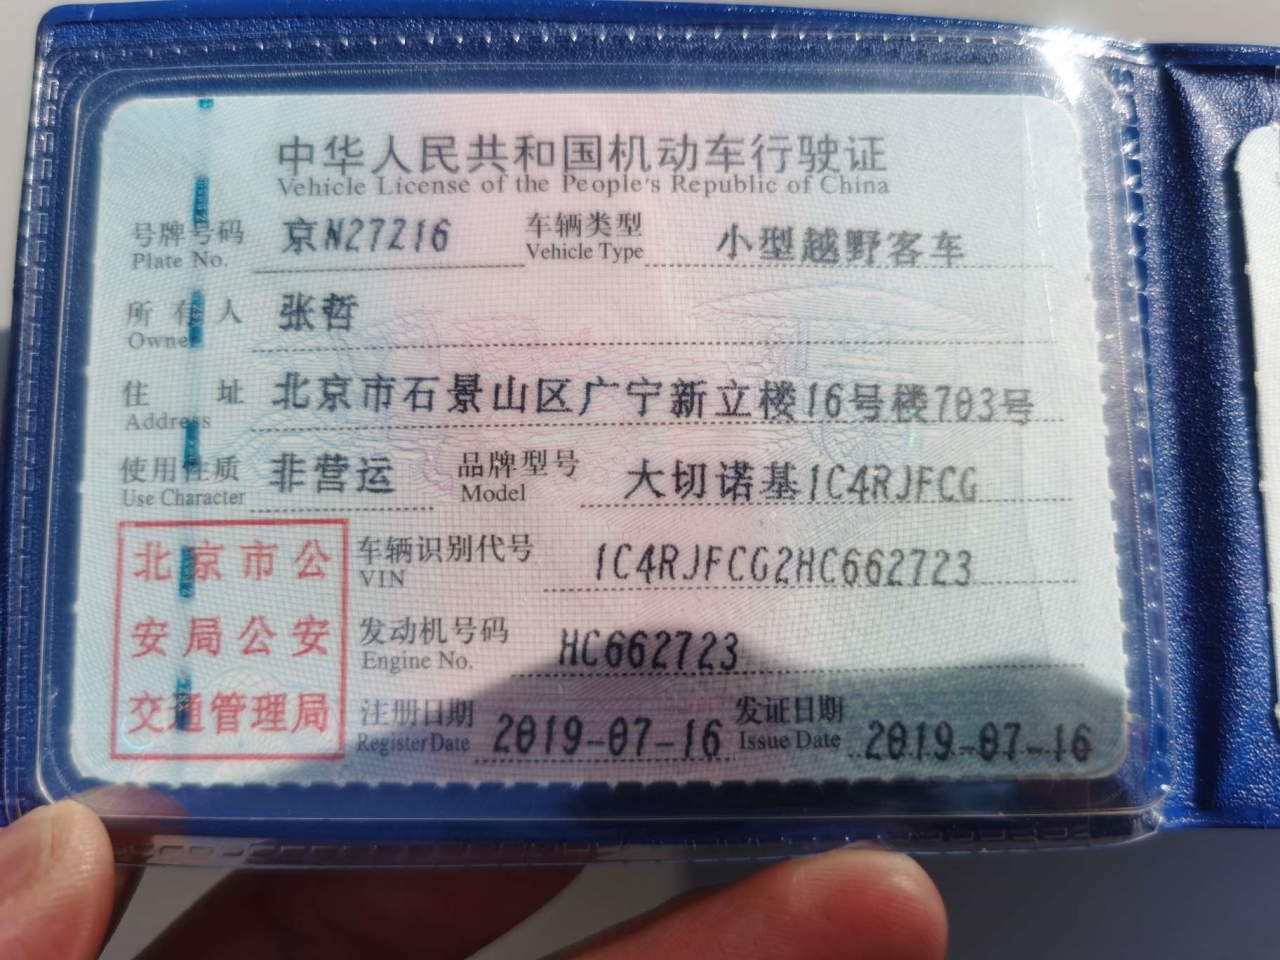 中华人民共和国机动车行驶证
Vehicle License of the People's Republic of China
号牌号码 京N27216 车辆类型 小型越野客车
Plate No. Vehicle Type
所有人 张哲
Owner
住址 北京市石景山区广宁新立楼16号楼703号
Address
使用性质 非营运 品牌型号 大切诺基1C4RJFCG
Use Character Model
北京市公
安局公安
交通管理局
车辆识别代号 1C4RJFCG2HC662723
VIN
发动机号码 HC662723
Engine No.
注册日期 2019-07-16 发证日期 2019-07-16
Register Date Issue Date